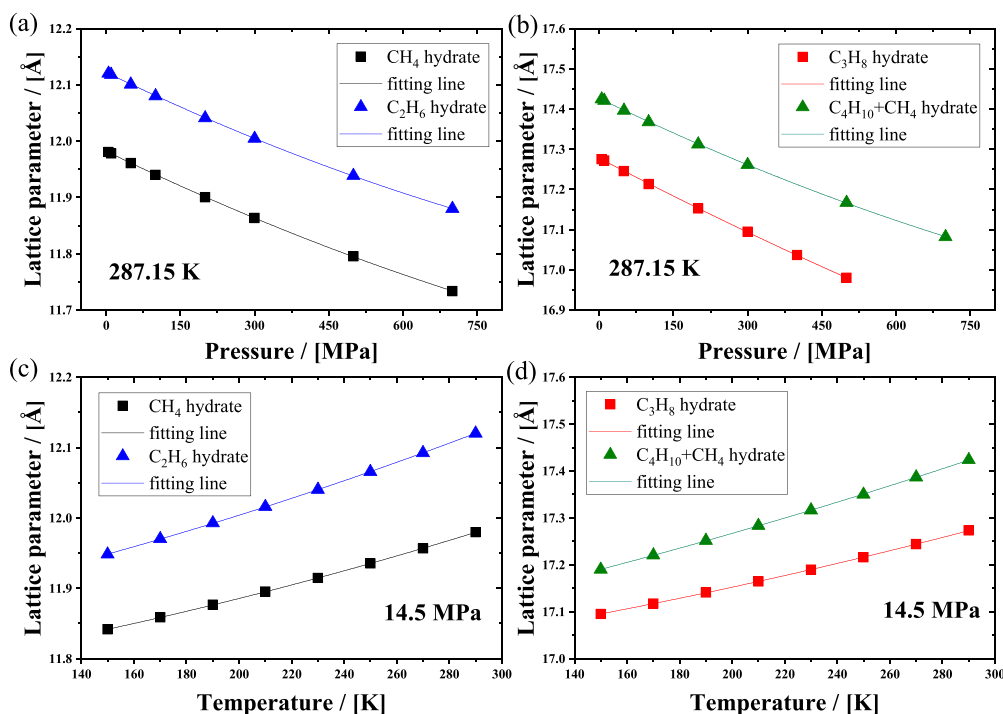 (a)
12.2
12.1
12.0
11.9
11.8
11.7
Lattice parameter / [Å]
CH₄ hydrate
fitting line
C₂H₆ hydrate
fitting line
287.15 K
0
150
300
450
600
750
Pressure / [MPa]
(b)
17.6
17.5
17.4
17.3
17.2
17.1
17.0
16.9
Lattice parameter / [Å]
C₃H₈ hydrate
fitting line
C₄H₁₀+CH₄ hydrate
fitting line
287.15 K
0
150
300
450
600
750
Pressure / [MPa]
(c)
12.2
12.1
12.0
11.9
11.8
Lattice parameter / [Å]
CH₄ hydrate
fitting line
C₂H₆ hydrate
fitting line
14.5 MPa
140
160
180
200
220
240
260
280
300
Temperature / [K]
(d)
17.6
17.5
17.4
17.3
17.2
17.1
17.0
Lattice parameter / [Å]
C₃H₈ hydrate
fitting line
C₄H₁₀+CH₄ hydrate
fitting line
14.5 MPa
140
160
180
200
220
240
260
280
300
Temperature / [K]